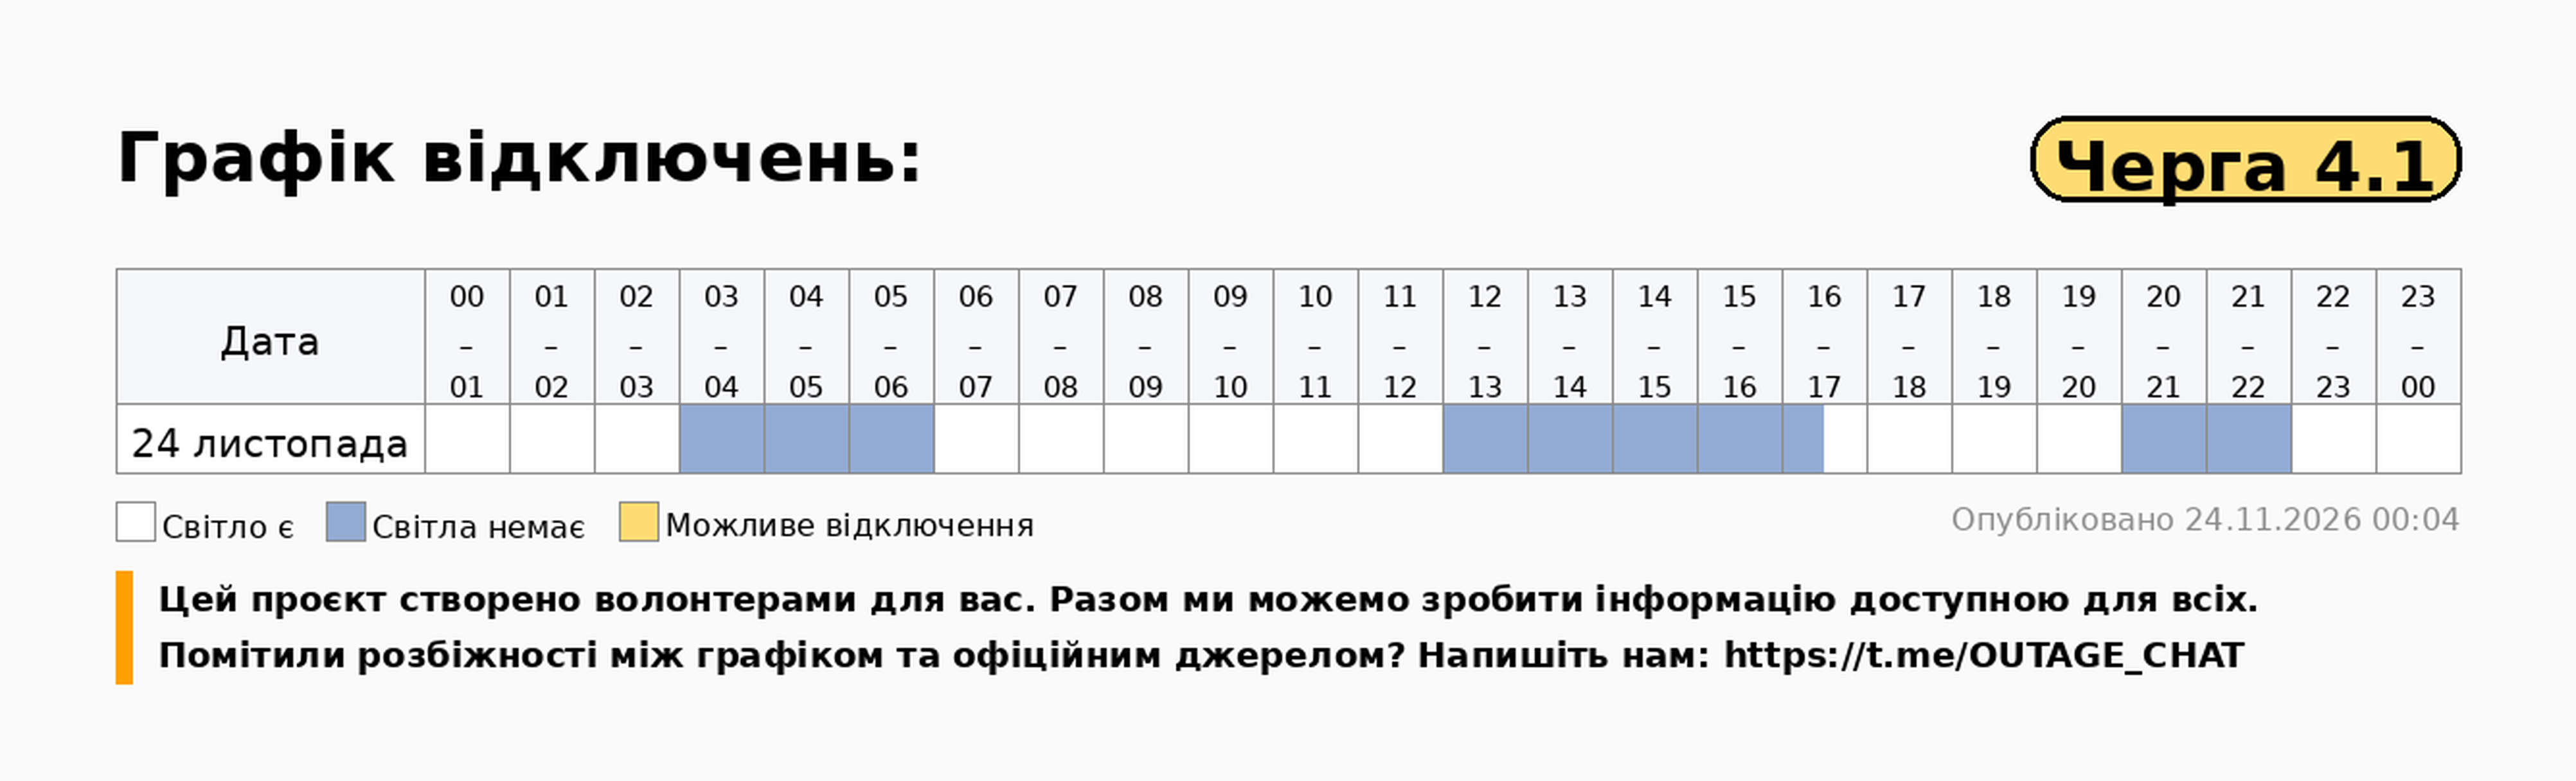 Графік відключень:
Черга 4.1
Дата
00 – 01
01 – 02
02 – 03
03 – 04
04 – 05
05 – 06
06 – 07
07 – 08
08 – 09
09 – 10
10 – 11
11 – 12
12 – 13
13 – 14
14 – 15
15 – 16
16 – 17
17 – 18
18 – 19
19 – 20
20 – 21
21 – 22
22 – 23
23 – 00
24 листопада
Світло є
Світла немає
Можливе відключення
Опубліковано 24.11.2026 00:04
Цей проєкт створено волонтерами для вас. Разом ми можемо зробити інформацію доступною для всіх.
Помітили розбіжності між графіком та офіційним джерелом? Напишіть нам: https://t.me/OUTAGE_CHAT